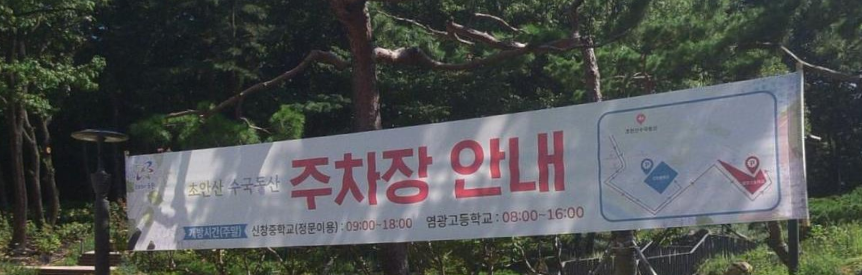 초안산 수국동산 주차장 안내
개방시간(주말) 신창중학교(정문이용) : 09:00~18:00 염광고등학교 : 08:00~16:00
P
P